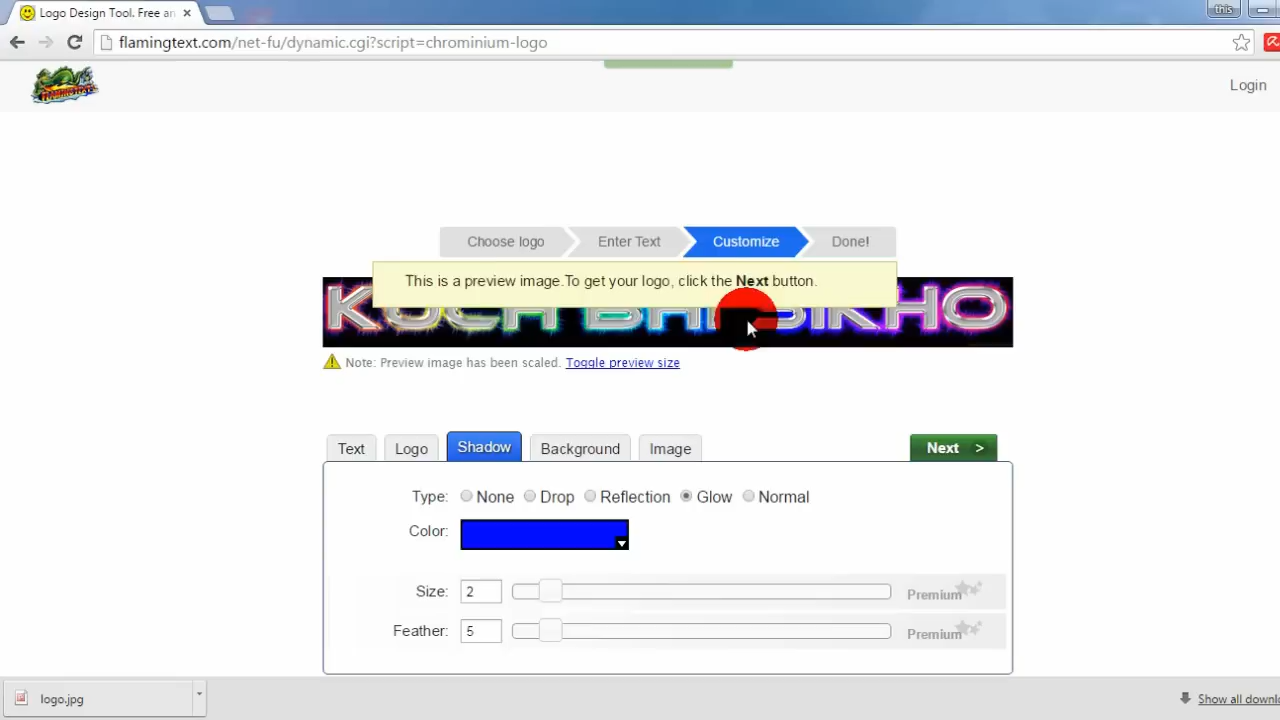 Logo Design Tool. Free an
this
flamingtext.com/net-fu/dynamic.cgi?script=chrominium-logo
Login
Choose logo Enter Text Customize Done!
This is a preview image.To get your logo, click the Next button.
Note: Preview image has been scaled. Toggle preview size
Text Logo Shadow Background Image Next >
Type: None Drop Reflection Glow Normal
Color:
Size: 2 Premium
Feather: 5 Premium
logo.jpg Show all downlo